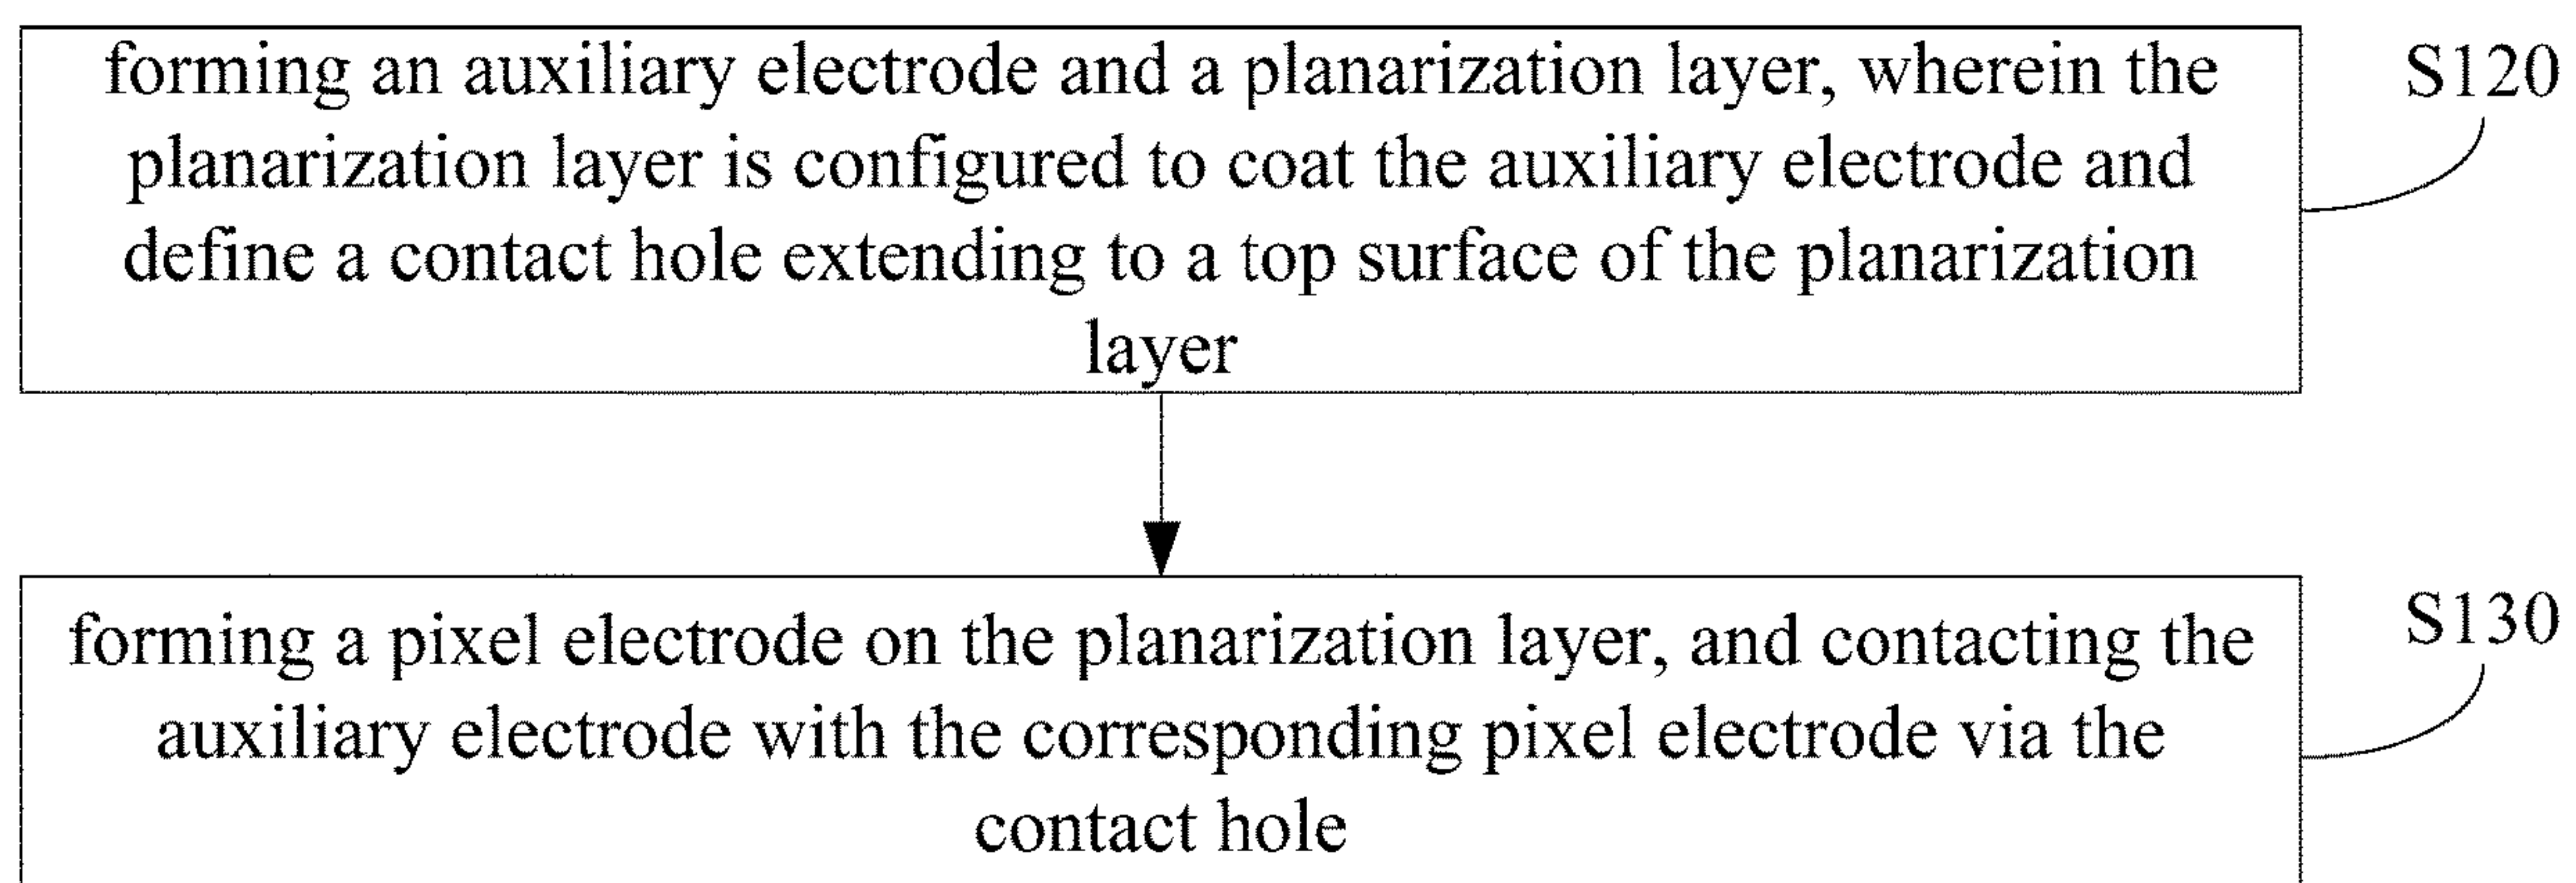 forming an auxiliary electrode and a planarization layer, wherein the
planarization layer is configured to coat the auxiliary electrode and
define a contact hole extending to a top surface of the planarization
layer
S120
forming a pixel electrode on the planarization layer, and contacting the
auxiliary electrode with the corresponding pixel electrode via the
contact hole
S130